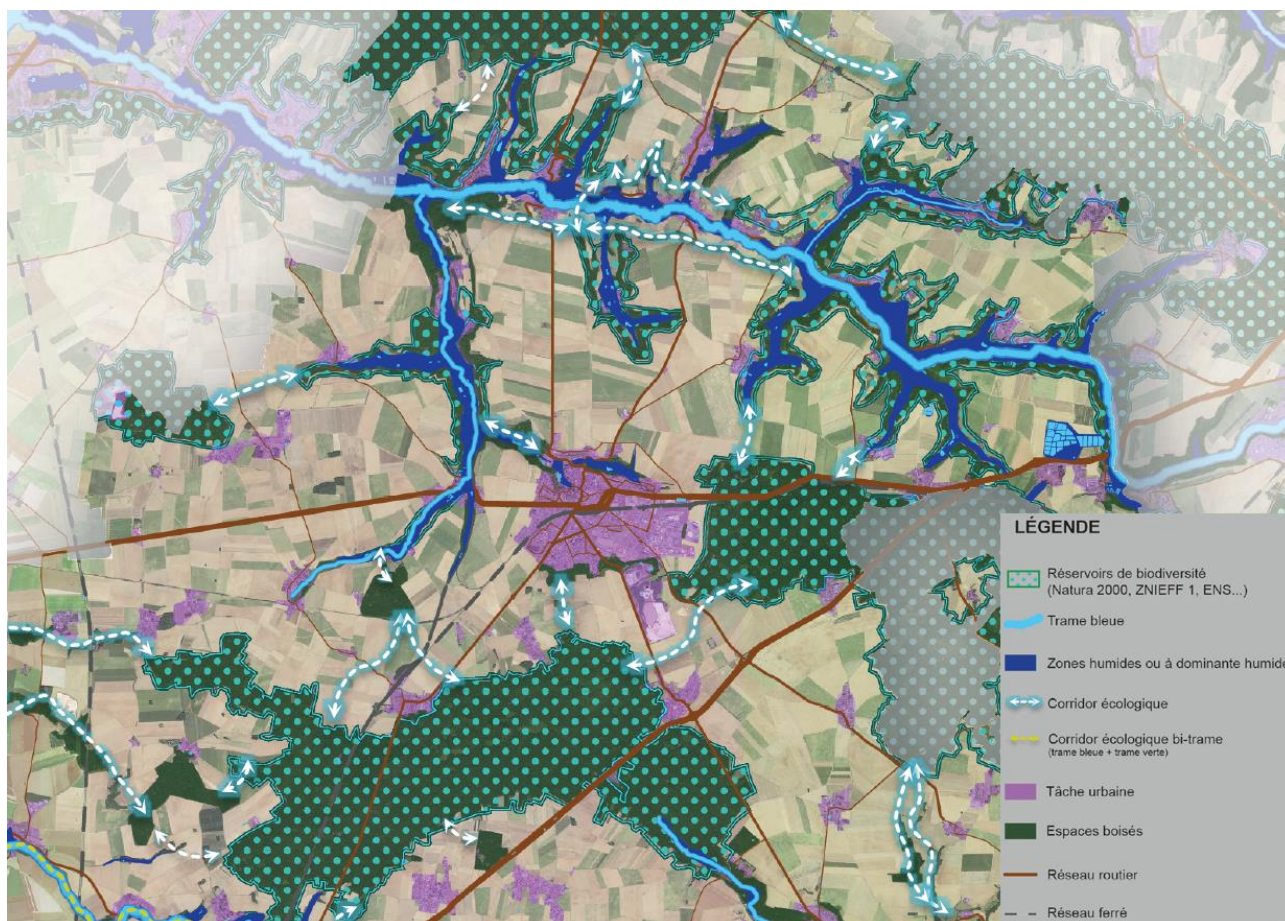 LÉGENDE
Réservoirs de biodiversité
(Natura 2000, ZNIEFF 1, ENS...)
Trame bleue
Zones humides ou à dominante humide
Corridor écologique
Corridor écologique bi-trame
(trame bleue + trame verte)
Tâche urbaine
Espaces boisés
Réseau routier
Réseau ferré